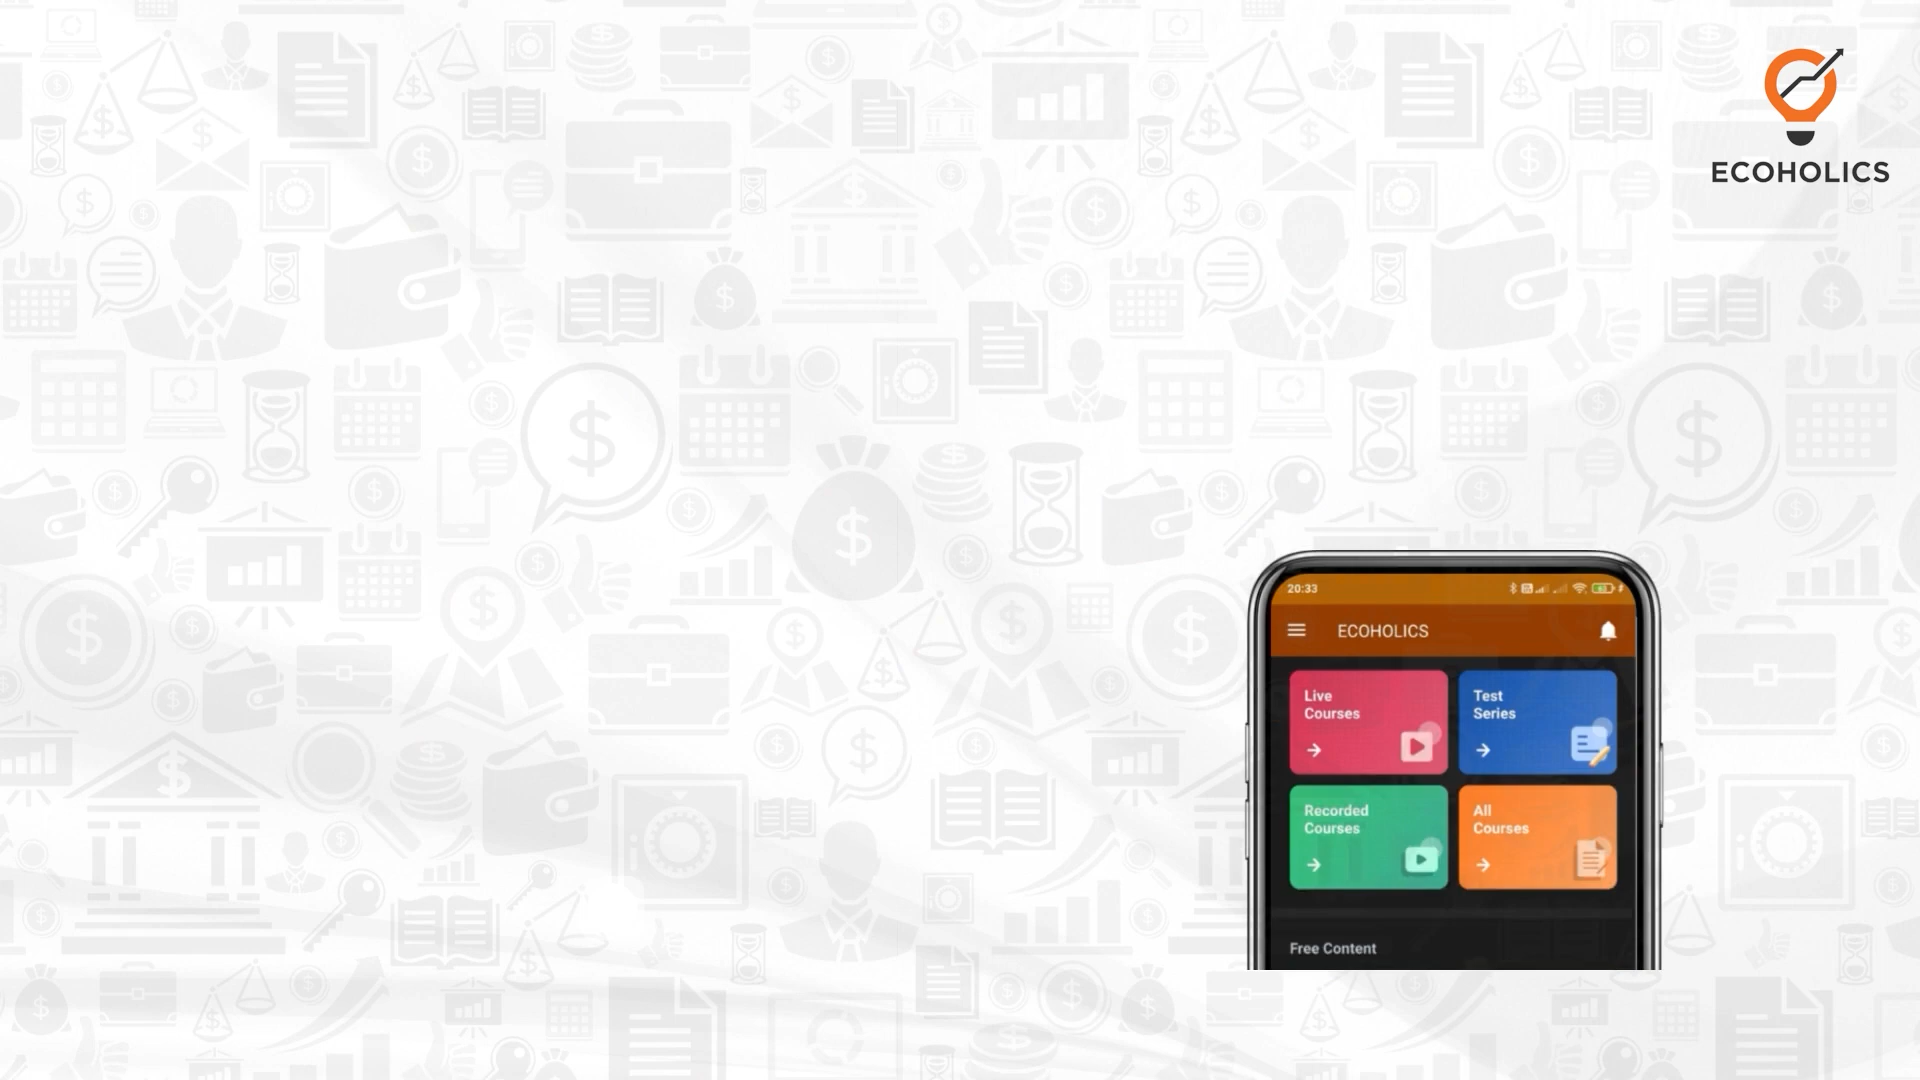 ECOHOLICS
20:33
ECOHOLICS
Live
Courses
Test
Series
Recorded
Courses
All
Courses
Free Content